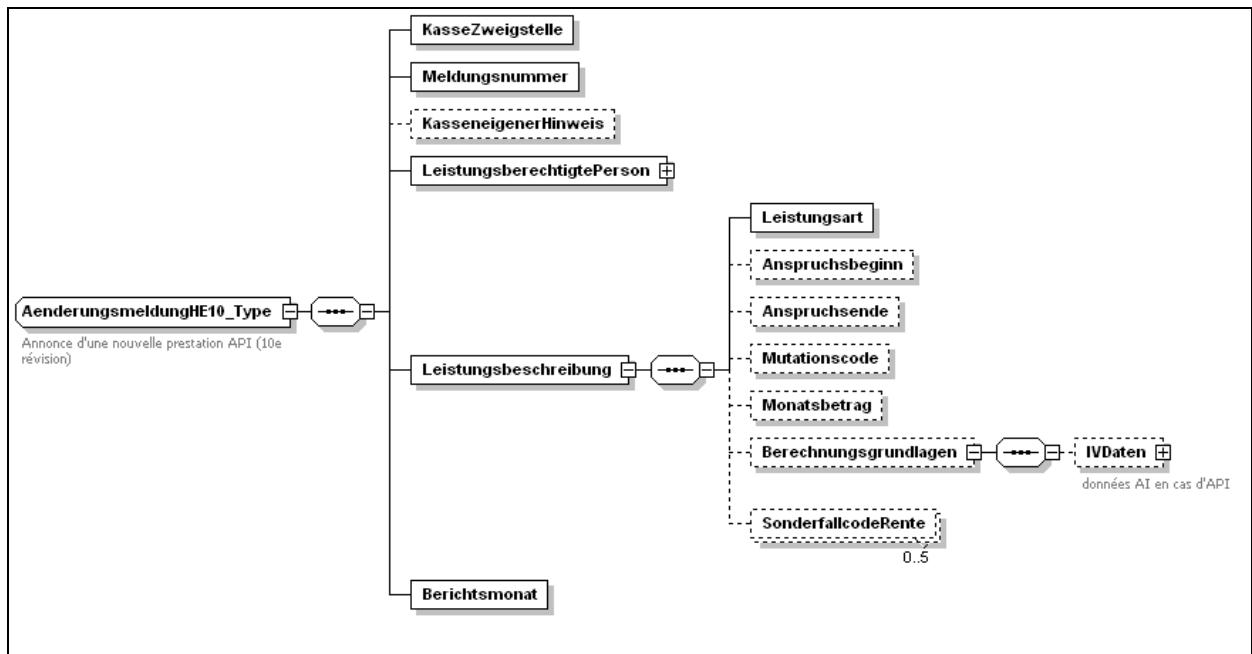 KasseZweigstelle
Meldungsnummer
KasseneigenerHinweis
LeistungsberechtigtePerson
AenderungsmeldungHE10_Type
Annonce d'une nouvelle prestation API (10e
révision)
Leistungsbeschreibung
Leistungsart
Anspruchsbeginn
Anspruchsende
Mutationscode
Monatsbetrag
Berechnungsgrundlagen
IVDaten
données AI en cas d'API
SonderfallcodeRente
0..5
Berichtsmonat